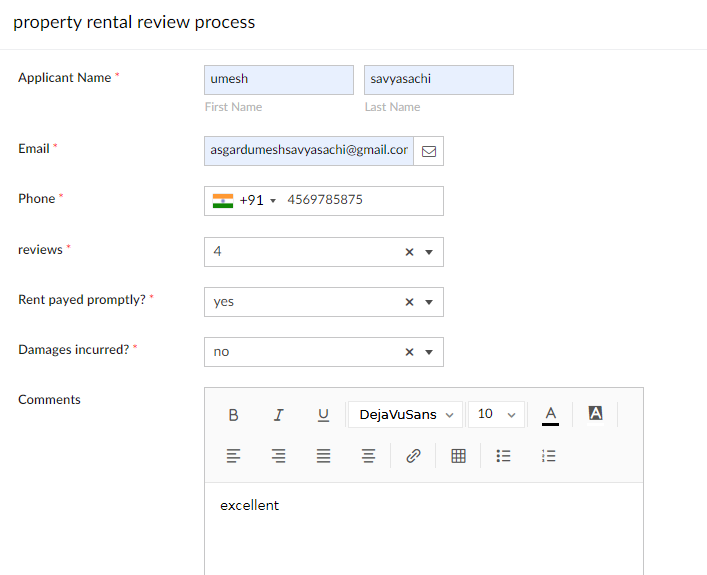 property rental review process
Applicant Name *
umesh savyasachi
First Name Last Name
Email *
asgardumeshsavyasachi@gmail.cor
Phone *
+91 4569785875
reviews *
4
Rent payed promptly? *
yes
Damages incurred? *
no
Comments
B I U DejaVuSans 10 A A
excellent